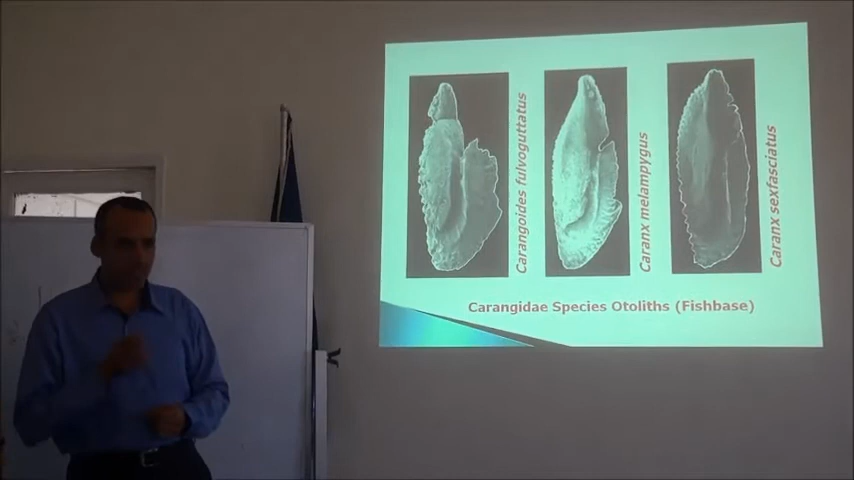 Carangoides fulvoguttatus
Caranx melampygus
Caranx sexfasciatus
Carangidae Species Otoliths (FishBase)